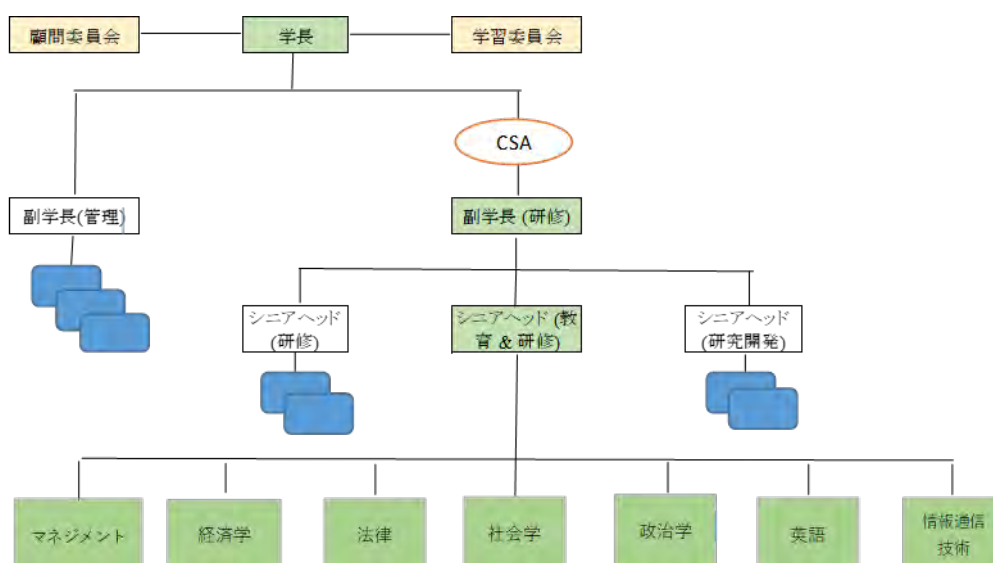 顧問委員会
学長
学習委員会
CSA
副学長(管理)
副学長 (研修)
シニアヘッド
(研修)
シニアヘッド (教
育 & 研修)
シニアヘッド
(研究開発)
マネジメント
経済学
法律
社会学
政治学
英語
情報通信
技術